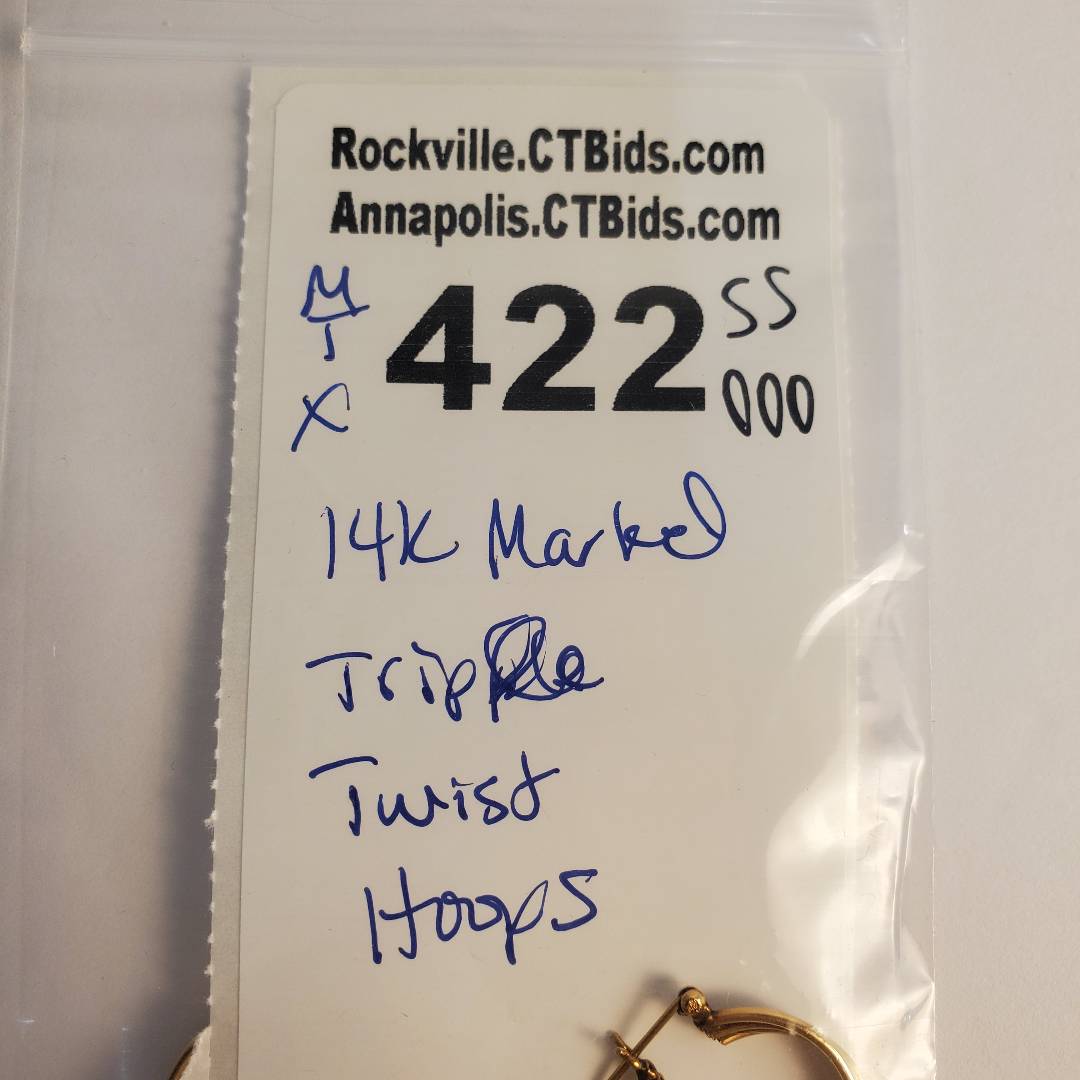 Rockville.CTBids.com
Annapolis.CTBids.com
422 SS
000
X
14K Marked
Tripple
Twist
Hoops